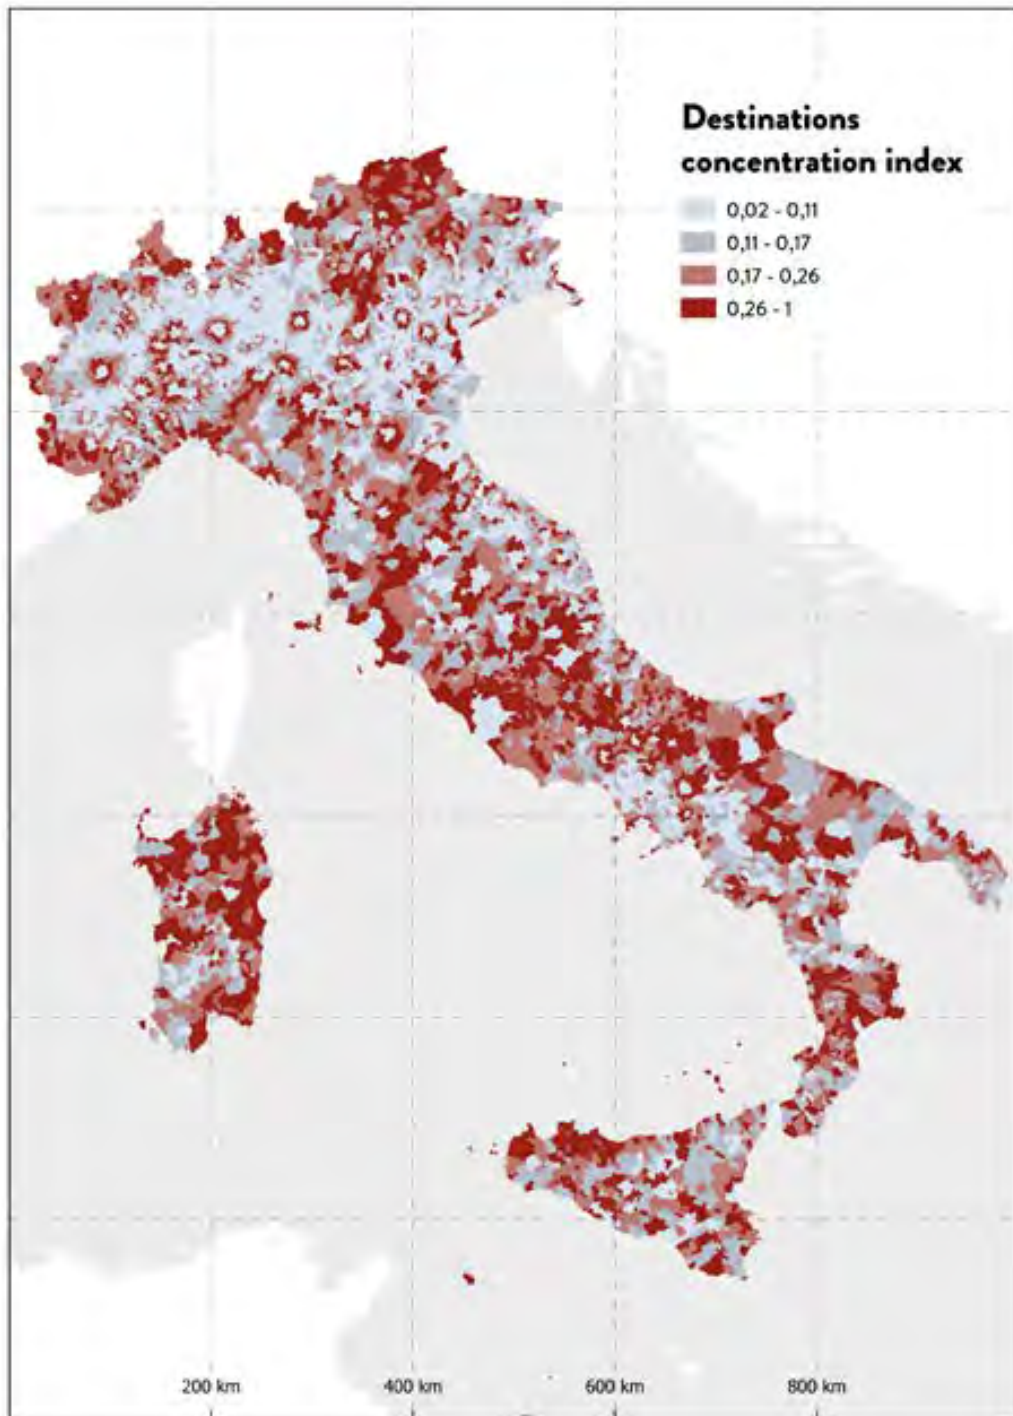 Destinations
concentration index
0,02 - 0,11
0,11 - 0,17
0,17 - 0,26
0,26 - 1
200 km
400 km
600 km
800 km